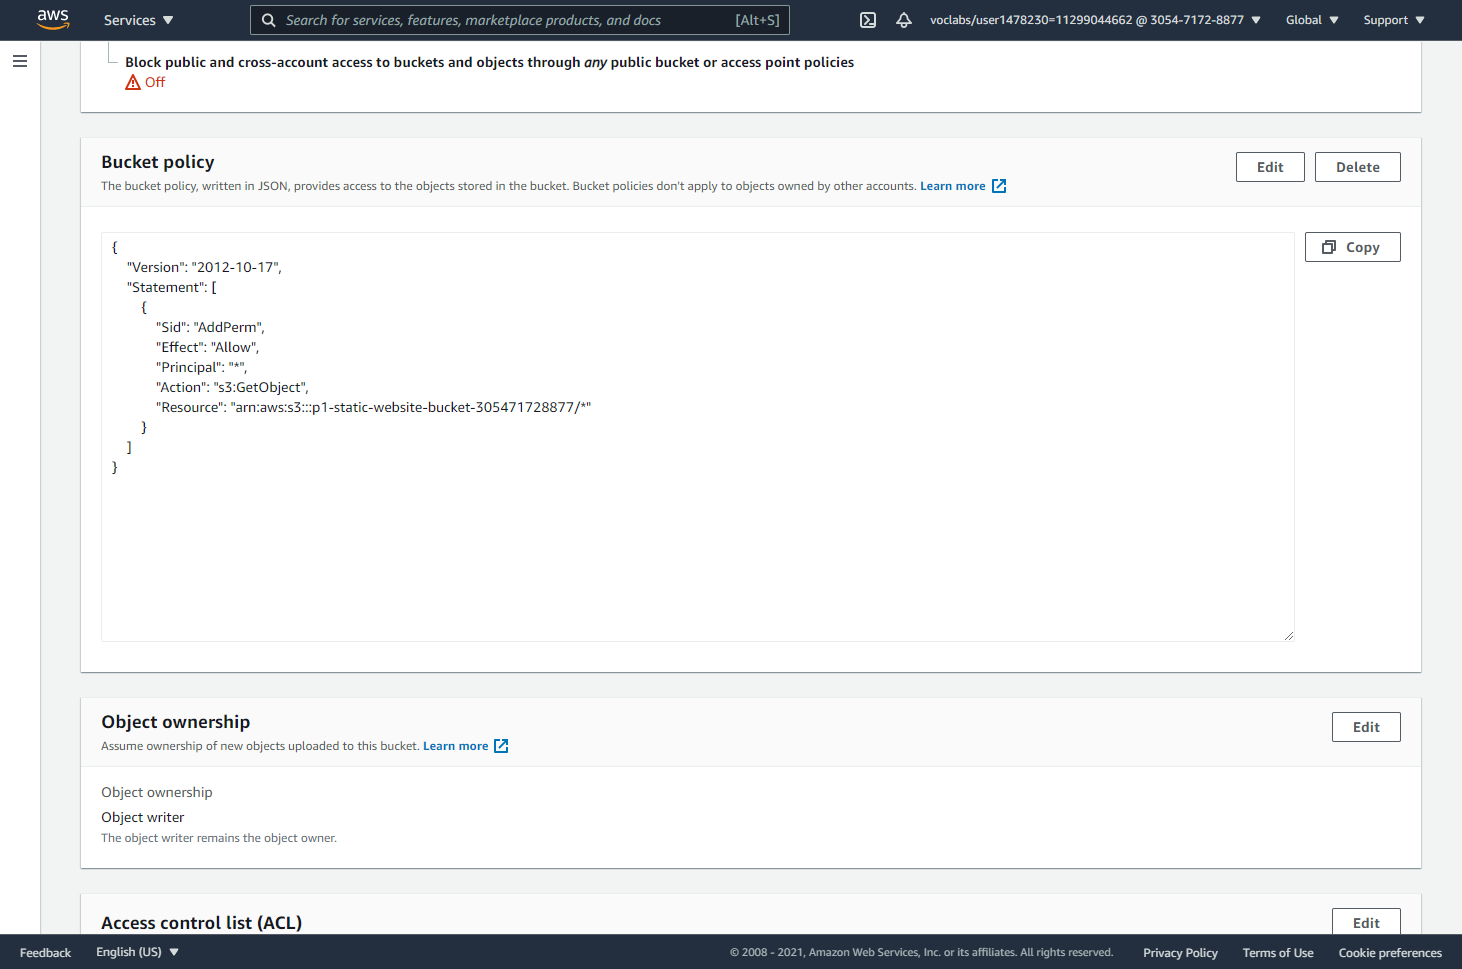 aws
Services
Search for services, features, marketplace products, and docs
[Alt+S]
voclabs/user1478230=11299044662 @ 3054-7172-8877
Global
Support
Block public and cross-account access to buckets and objects through any public bucket or access point policies
Off
Bucket policy
Edit
Delete
The bucket policy, written in JSON, provides access to the objects stored in the bucket. Bucket policies don't apply to objects owned by other accounts. Learn more
Copy
{
"Version": "2012-10-17",
"Statement": [
{
"Sid": "AddPerm",
"Effect": "Allow",
"Principal": "*",
"Action": "s3:GetObject",
"Resource": "arn:aws:s3:::p1-static-website-bucket-305471728877/*"
}
]
}
Object ownership
Edit
Assume ownership of new objects uploaded to this bucket. Learn more
Object ownership
Object writer
The object writer remains the object owner.
Access control list (ACL)
Edit
Feedback
English (US)
© 2008 - 2021, Amazon Web Services, Inc. or its affiliates. All rights reserved.
Privacy Policy
Terms of Use
Cookie preferences